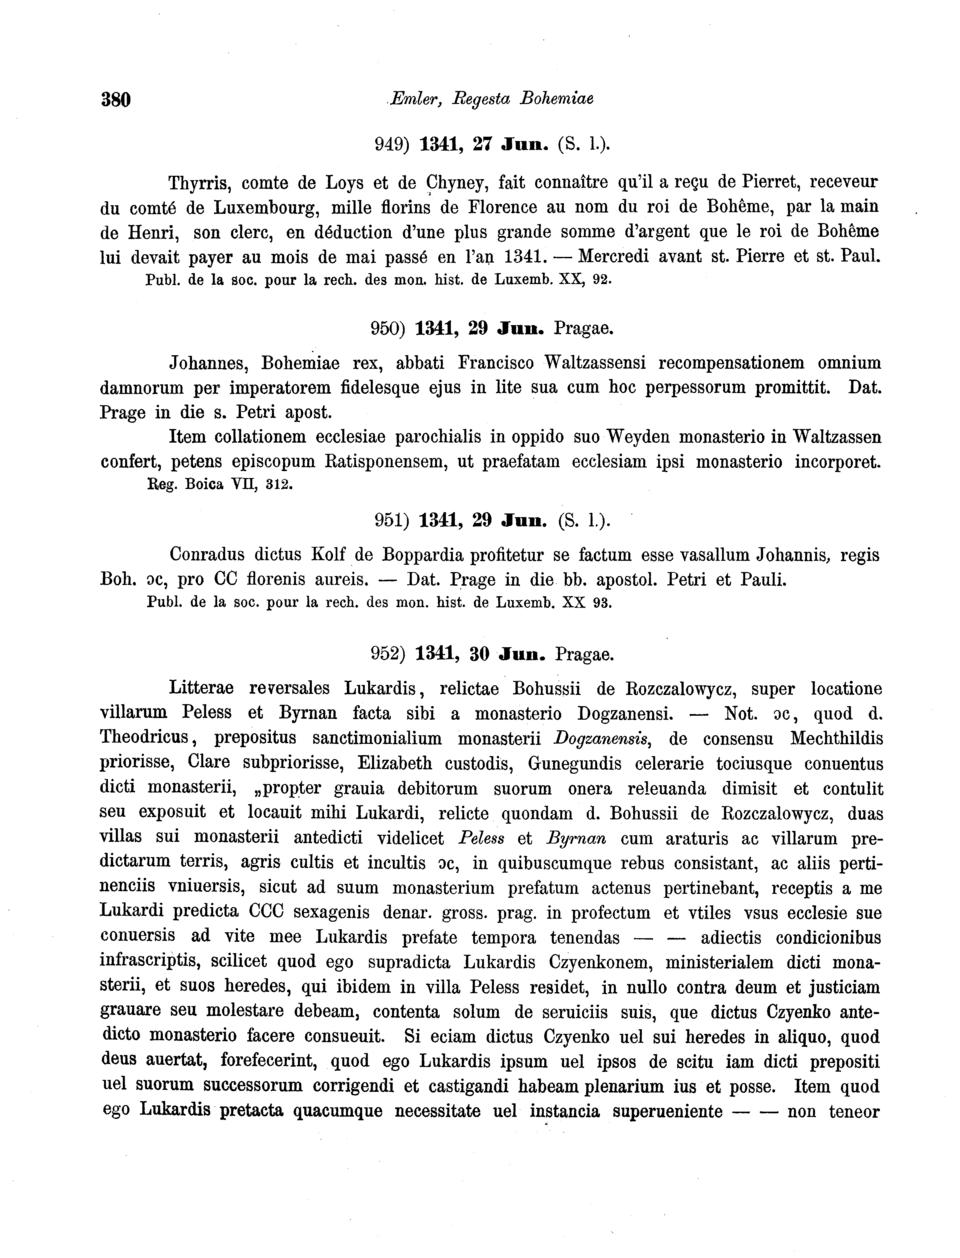 380 Emler, Regesta Bohemiae
949) 1341, 27 Jun. (S. l.).
Thyrris, comte de Loys et de Chyney, fait connaître qu'il a reçu de Pierret, receveur
du comté de Luxembourg, mille florins de Florence au nom du roi de Bohême, par la main
de Henri, son clerc, en déduction d'une plus grande somme d'argent que le roi de Bohême
lui devait payer au mois de mai passé en l'an 1341. — Mercredi avant st. Pierre et st. Paul.
Publ. de la soc. pour la rech. des mon. hist. de Luxemb. XX, 92.
950) 1341, 29 Jun. Pragae.
Johannes, Bohemiae rex, abbati Francisco Waltzassensi recompensationem omnium
damnorum per imperatorem fidelesque ejus in lite sua cum hoc perpessorum promittit. Dat.
Prage in die s. Petri apost.
Item collationem ecclesiae parochialis in oppido suo Weyden monasterio in Waltzassen
confert, petens episcopum Ratisponensem, ut praefatam ecclesiam ipsi monasterio incorporet.
Reg. Boica VII, 312.
951) 1341, 29 Jun. (S. l.).
Conradus dictus Kolf de Boppardia profitetur se factum esse vasallum Johannis, regis
Boh. ɔc, pro CC florenis aureis. — Dat. Prage in die bb. apostol. Petri et Pauli.
Publ. de la soc. pour la rech. des mon. hist. de Luxemb. XX 93.
952) 1341, 30 Jun. Pragae.
Litterae reversales Lukardis, relictae Bohussii de Rozczalowycz, super locatione
villarum Peless et Byrnan facta sibi a monasterio Dogzanensi. — Not. ɔc, quod d.
Theodricus, prepositus sanctimonialium monasterii Dogzanensis, de consensu Mechthildis
priorisse, Clare subpriorisse, Elizabeth custodis, Gunegundis celerarie tociusque conuentus
dicti monasterii, „propter grauia debitorum suorum onera releuanda dimisit et contulit
seu exposuit et locauit mihi Lukardi, relicte quondam d. Bohussii de Rozczalowycz, duas
villas sui monasterii antedicti videlicet Peless et Byrnan cum araturis ac villarum pre-
dictarum terris, agris cultis et incultis ɔc, in quibuscumque rebus consistant, ac aliis perti-
nenciis vniuersis, sicut ad suum monasterium prefatum actenus pertinebant, receptis a me
Lukardi predicta CCC sexagenis denar. gross. prag. in profectum et vtiles vsus ecclesie sue
conuersis ad vite mee Lukardis prefate tempora tenendas — — adiectis condicionibus
infrascriptis, scilicet quod ego supradicta Lukardis Czyenkonem, ministerialem dicti mona-
sterii, et suos heredes, qui ibidem in villa Peless residet, in nullo contra deum et justiciam
grauare seu molestare debeam, contenta solum de seruiciis suis, que dictus Czyenko ante-
dicto monasterio facere consueuit. Si eciam dictus Czyenko uel sui heredes in aliquo, quod
deus auertat, forefecerint, quod ego Lukardis ipsum uel ipsos de scitu iam dicti prepositi
uel suorum successorum corrigendi et castigandi habeam plenarium ius et posse. Item quod
ego Lukardis pretacta quacumque necessitate uel instancia superueniente — — non teneor